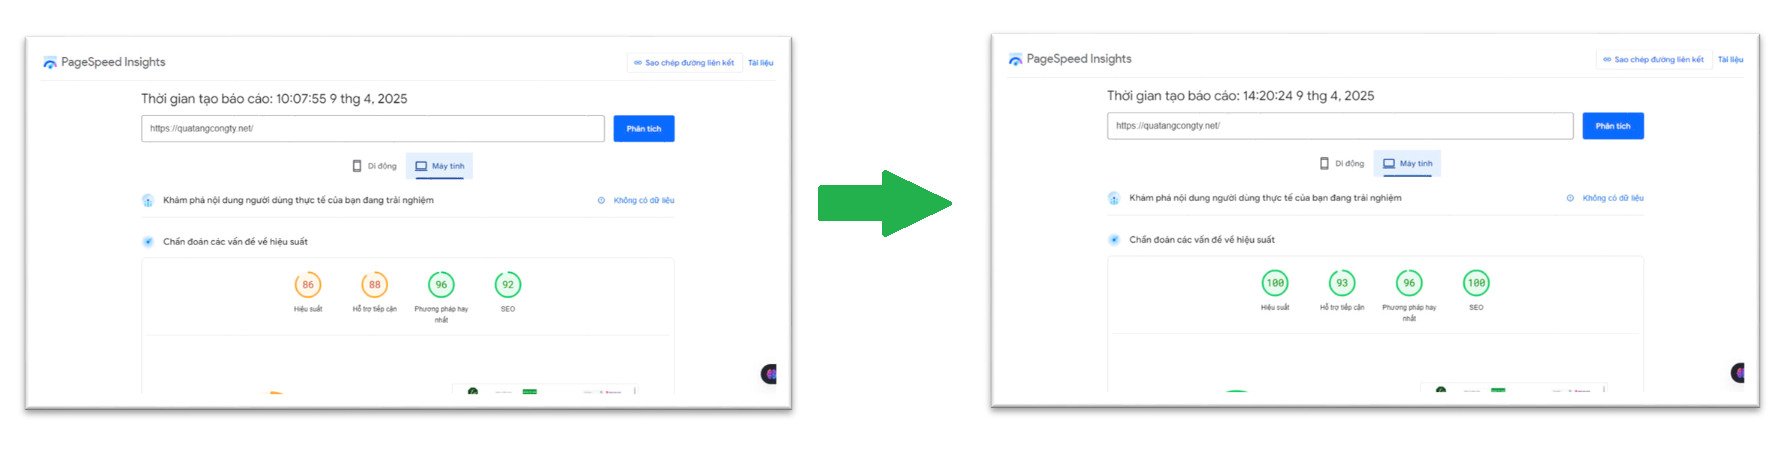 PageSpeed Insights
Sao chép đường liên kết
Tài liệu
Thời gian tạo báo cáo: 10:07:55 9 thg 4, 2025
https://quatangcongty.net/
Phân tích
Di động
Máy tính
Khám phá nội dung người dùng thực tế của bạn đang trải nghiệm
Không có dữ liệu
Chẩn đoán các vấn đề về hiệu suất
86
88
96
92
Hiệu suất
Hỗ trợ tiếp cận
Phương pháp hay
nhất
SEO
PageSpeed Insights
Sao chép đường liên kết
Tài liệu
Thời gian tạo báo cáo: 14:20:24 9 thg 4, 2025
https://quatangcongty.net/
Phân tích
Di động
Máy tính
Khám phá nội dung người dùng thực tế của bạn đang trải nghiệm
Không có dữ liệu
Chẩn đoán các vấn đề về hiệu suất
100
93
96
100
Hiệu suất
Hỗ trợ tiếp cận
Phương pháp hay
nhất
SEO